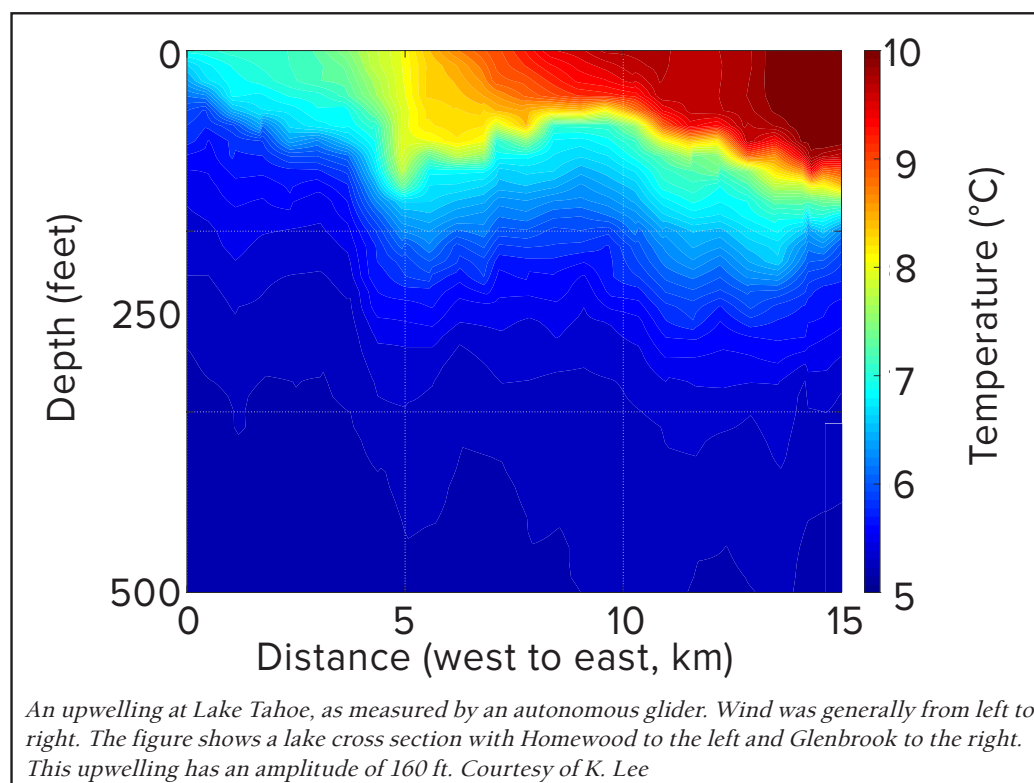 0
250
500
Depth (feet)
0 5 10 15
Distance (west to east, km)
10
9
8
7
6
5
Temperature (°C)
An upwelling at Lake Tahoe, as measured by an autonomous glider. Wind was generally from left to
right. The figure shows a lake cross section with Homewood to the left and Glenbrook to the right.
This upwelling has an amplitude of 160 ft. Courtesy of K. Lee